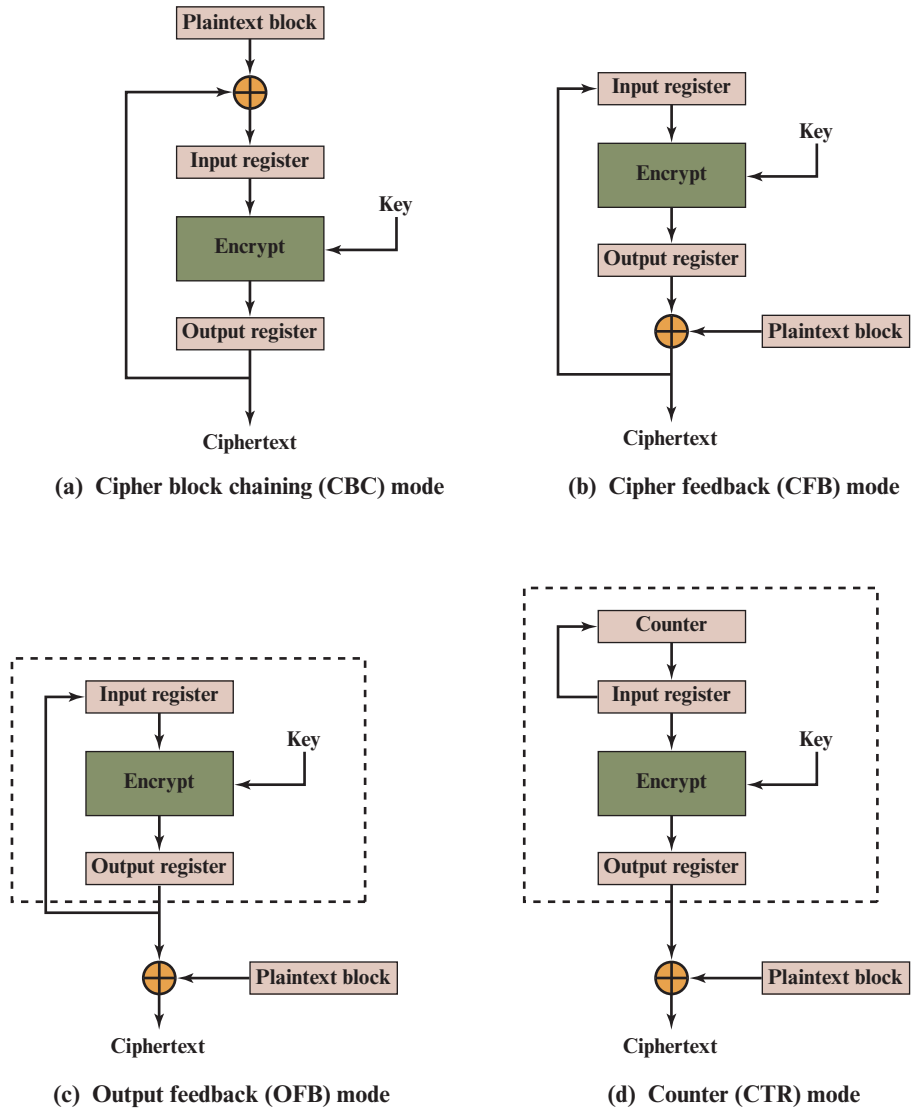 Plaintext block
Input register
Key
Encrypt
Output register
Ciphertext
(a) Cipher block chaining (CBC) mode
Input register
Key
Encrypt
Output register
Plaintext block
Ciphertext
(b) Cipher feedback (CFB) mode
Input register
Key
Encrypt
Output register
Plaintext block
Ciphertext
(c) Output feedback (OFB) mode
Counter
Input register
Key
Encrypt
Output register
Plaintext block
Ciphertext
(d) Counter (CTR) mode